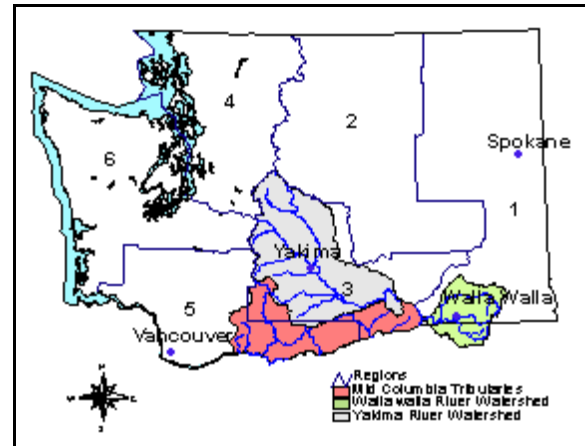 4
2
6
Spokane
1
Yakima
3
5
Walla Walla
Vancouver
Regions
Mid Columbia Tributaries
Walla walla River Watershed
Yakima River Watershed